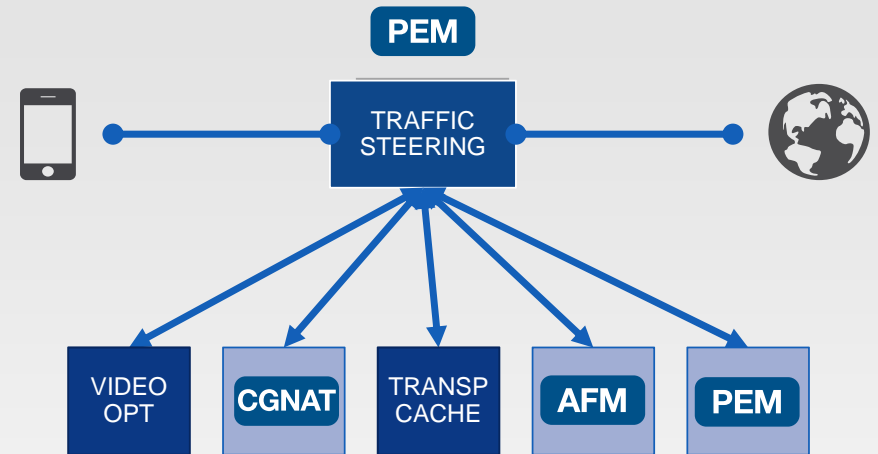 PEM
TRAFFIC
STEERING
VIDEO
OPT
CGNAT
TRANSP
CACHE
AFM
PEM